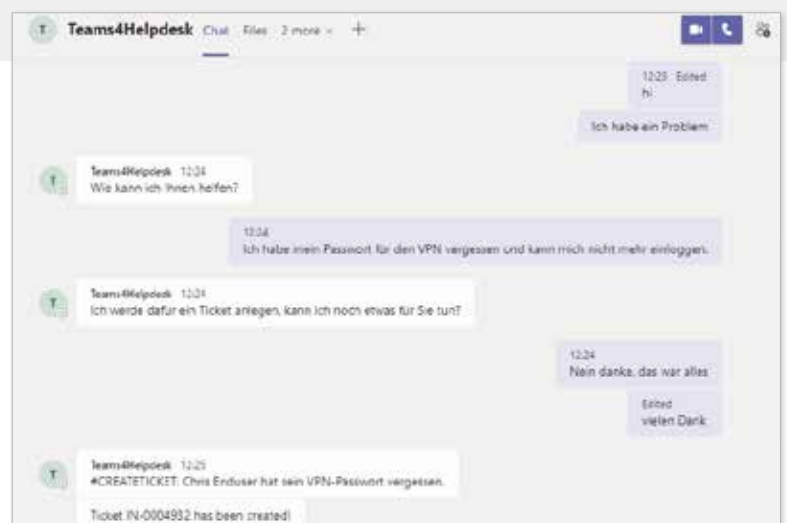 T Teams4Helpdesk Chat Files 2 more +
12:23 Edited
hi
Ich habe ein Problem
T Teams4Helpdesk 12:24
Wie kann ich Ihnen helfen?
12:24
Ich habe mein Passwort für den VPN vergessen und kann mich nicht mehr einloggen.
T Teams4Helpdesk 12:24
Ich werde dafür ein Ticket anlegen, kann ich noch etwas für Sie tun?
12:24
Nein danke, das war alles
Edited
vielen Dank
T Teams4Helpdesk 12:25
#CREATETICKET: Chris Enduser hat sein VPN-Passwort vergessen.
Ticket IN-0004932 has been created!